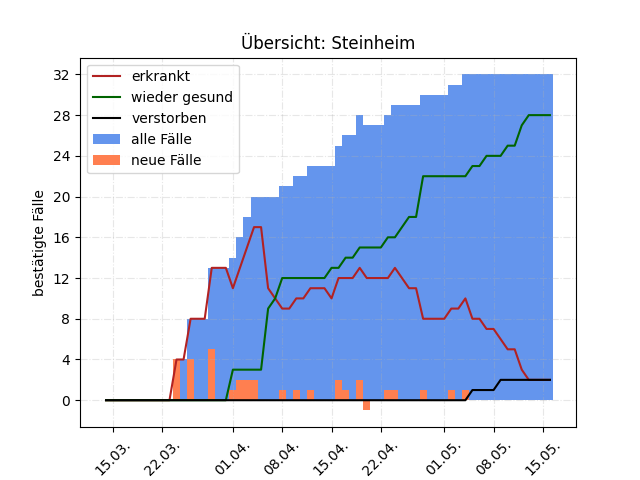 Übersicht: Steinheim
erkrankt
wieder gesund
verstorben
alle Fälle
neue Fälle
bestätigte Fälle
32
28
24
20
16
12
8
4
0
15.03.
22.03.
01.04.
08.04.
15.04.
22.04.
01.05.
08.05.
15.05.